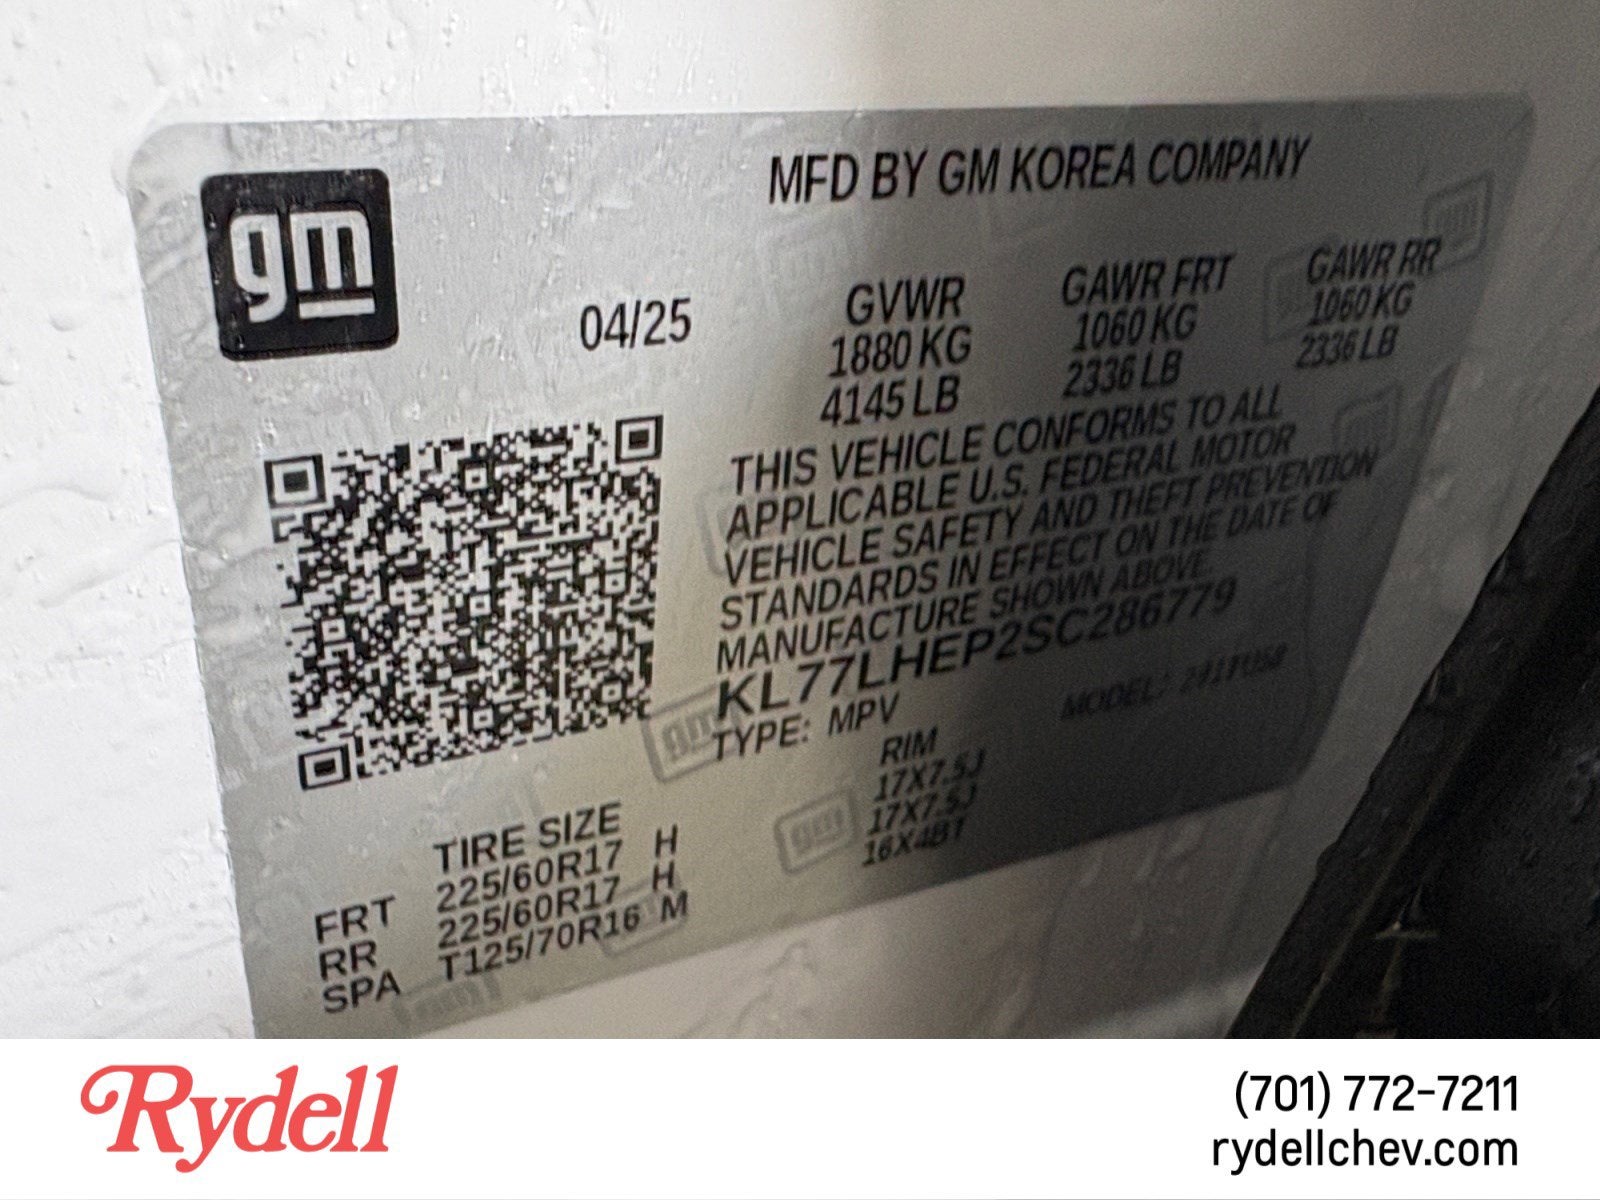 gm
MFD BY GM KOREA COMPANY
04/25
GVWR GAWR FRT GAWR RR
1880 KG 1060 KG 1060 KG
4145 LB 2336 LB 2336 LB
THIS VEHICLE CONFORMS TO ALL
APPLICABLE U.S. FEDERAL MOTOR
VEHICLE SAFETY AND THEFT PREVENTION
STANDARDS IN EFFECT ON THE DATE OF
MANUFACTURE SHOWN ABOVE.
KL77LHEP2SC286779
TYPE: MPV MODEL:
TIRE SIZE RIM
FRT 225/60R17 H 17X7.5J
RR 225/60R17 H 17X7.5J
SPA T125/70R16 M 16X4BT
Rydell
(701) 772-7211
rydellchev.com